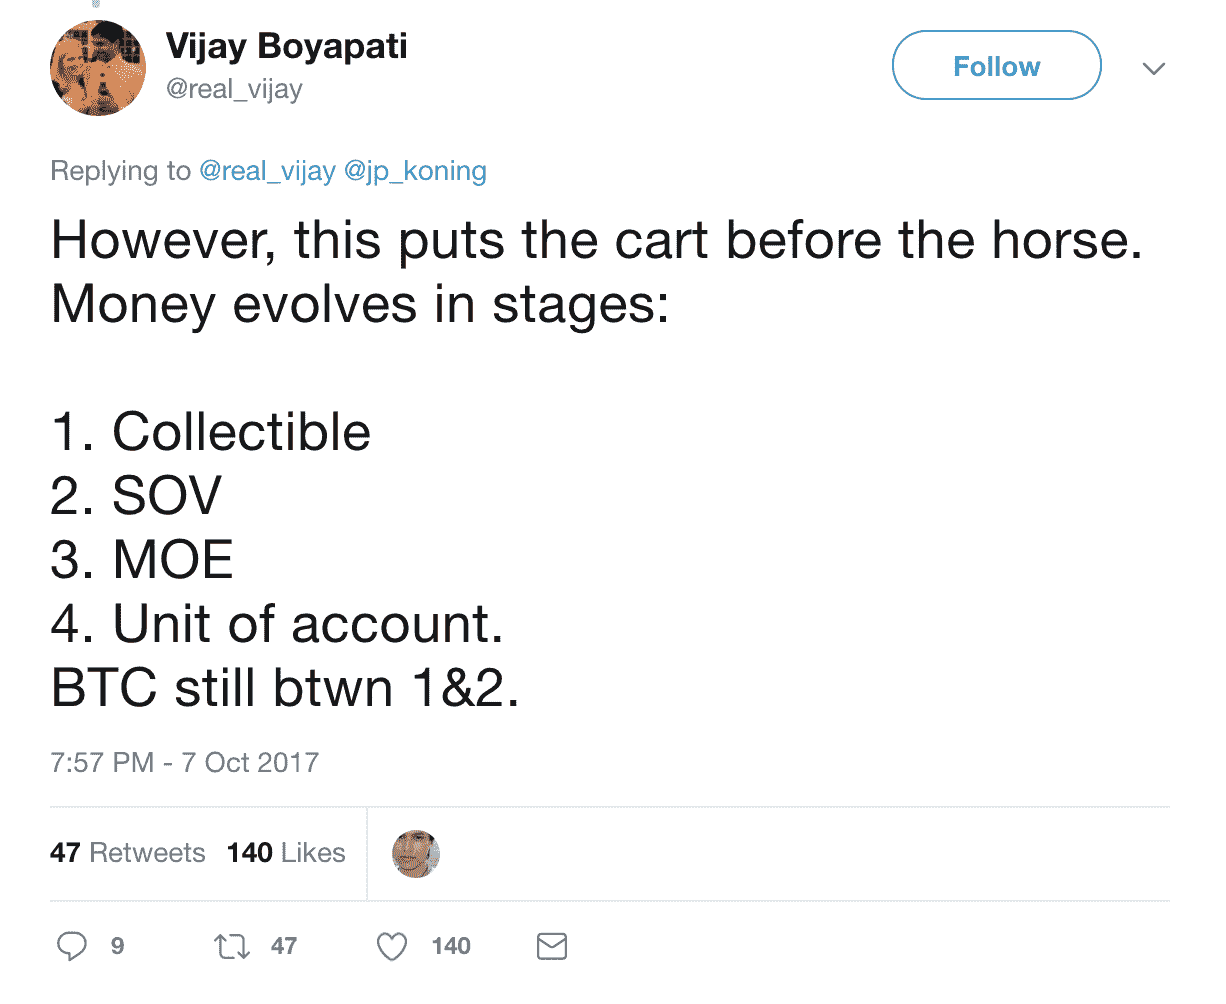 Vijay Boyapati
@real_vijay
Follow
Replying to @real_vijay @jp_koning
However, this puts the cart before the horse.
Money evolves in stages:
1. Collectible
2. SOV
3. MOE
4. Unit of account.
BTC still btwn 1&2.
7:57 PM - 7 Oct 2017
47 Retweets 140 Likes
9 47 140